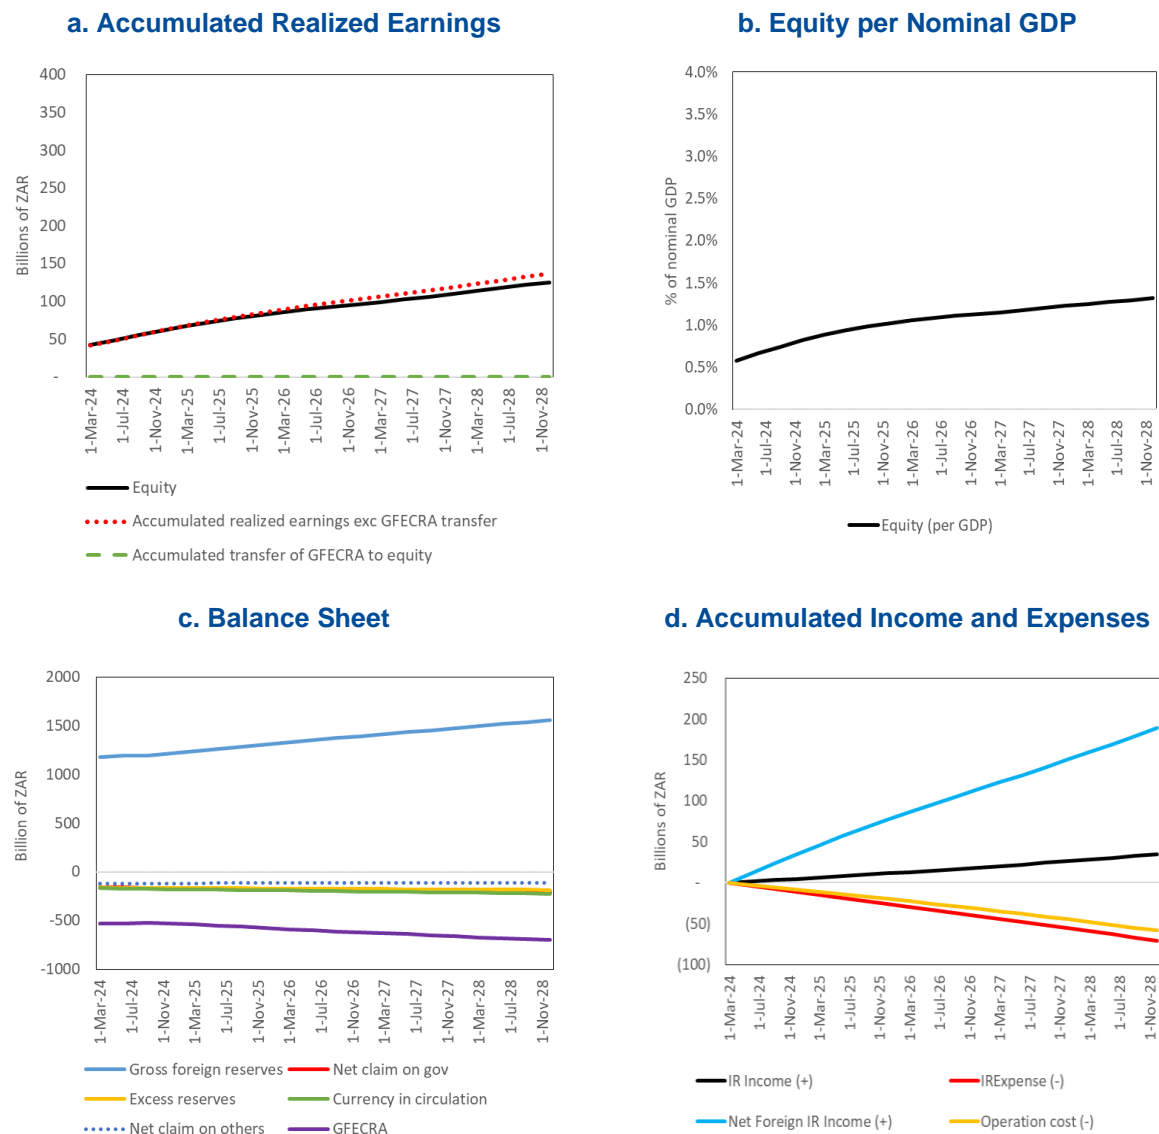 a. Accumulated Realized Earnings
Billions of ZAR
400
350
300
250
200
150
100
50
-
1-Mar-24
1-Jul-24
1-Nov-24
1-Mar-25
1-Jul-25
1-Nov-25
1-Mar-26
1-Jul-26
1-Nov-26
1-Mar-27
1-Jul-27
1-Nov-27
1-Mar-28
1-Jul-28
1-Nov-28
Equity
Accumulated realized earnings exc GFECRA transfer
Accumulated transfer of GFECRA to equity
b. Equity per Nominal GDP
% of nominal GDP
4.0%
3.5%
3.0%
2.5%
2.0%
1.5%
1.0%
0.5%
0.0%
1-Mar-24
1-Jul-24
1-Nov-24
1-Mar-25
1-Jul-25
1-Nov-25
1-Mar-26
1-Jul-26
1-Nov-26
1-Mar-27
1-Jul-27
1-Nov-27
1-Mar-28
1-Jul-28
1-Nov-28
Equity (per GDP)
c. Balance Sheet
Billion of ZAR
2000
1500
1000
500
0
-500
-1000
1-Mar-24
1-Jul-24
1-Nov-24
1-Mar-25
1-Jul-25
1-Nov-25
1-Mar-26
1-Jul-26
1-Nov-26
1-Mar-27
1-Jul-27
1-Nov-27
1-Mar-28
1-Jul-28
1-Nov-28
Gross foreign reserves Net claim on gov
Excess reserves Currency in circulation
Net claim on others GFECRA
d. Accumulated Income and Expenses
Billions of ZAR
250
200
150
100
50
-
(50)
(100)
1-Mar-24
1-Jul-24
1-Nov-24
1-Mar-25
1-Jul-25
1-Nov-25
1-Mar-26
1-Jul-26
1-Nov-26
1-Mar-27
1-Jul-27
1-Nov-27
1-Mar-28
1-Jul-28
1-Nov-28
IR Income (+) IRExpense (-)
Net Foreign IR Income (+) Operation cost (-)